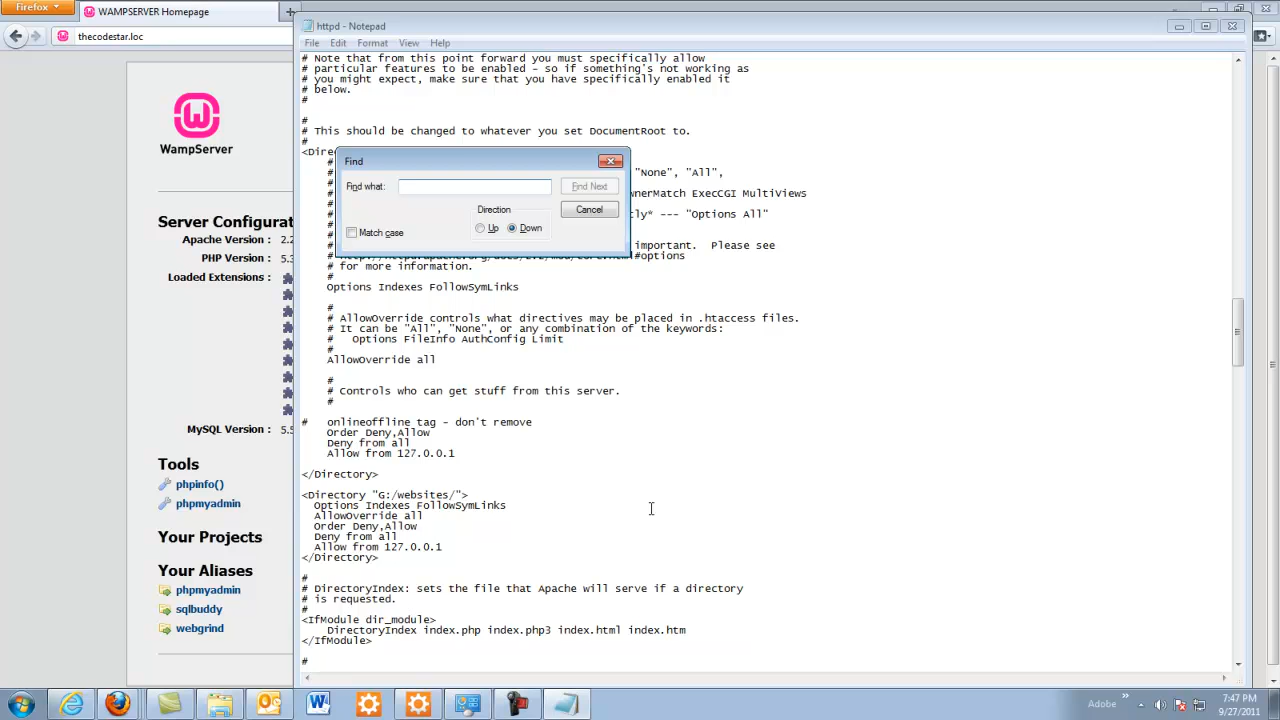 Firefox
WAMPSERVER Homepage
thecodestar.loc
WampServer
Server Configurat
Apache Version : 2.2
PHP Version : 5.3
Loaded Extensions :
MySQL Version : 5.5
Tools
phpinfo()
phpmyadmin
Your Projects
Your Aliases
phpmyadmin
sqlbuddy
webgrind
httpd - Notepad
File Edit Format View Help
# Note that from this point forward you must specifically allow
# particular features to be enabled - so if something's not working as
# you might expect, make sure that you have specifically enabled it
# below.
#
#
# This should be changed to whatever you set DocumentRoot to.
#
<Dire
#
# "None", "All",
#
# wnerMatch ExecCGI MultiViews
#
# tly* --- "Options All"
#
#
# important. Please see
#options
# for more information.
#
Options Indexes FollowSymLinks
#
# AllowOverride controls what directives may be placed in .htaccess files.
# It can be "All", "None", or any combination of the keywords:
# Options FileInfo AuthConfig Limit
#
AllowOverride all
#
# Controls who can get stuff from this server.
#
# onlineoffline tag - don't remove
Order Deny,Allow
Deny from all
Allow from 127.0.0.1
</Directory>
<Directory "G:/websites/">
Options Indexes FollowSymLinks
AllowOverride all
Order Deny,Allow
Deny from all
Allow from 127.0.0.1
</Directory>
#
# DirectoryIndex: sets the file that Apache will serve if a directory
# is requested.
#
<IfModule dir_module>
DirectoryIndex index.php index.php3 index.html index.htm
</IfModule>
#
Find
Find what:
Find Next
Direction
Cancel
Up Down
Match case
Adobe
7:47 PM
9/27/2011